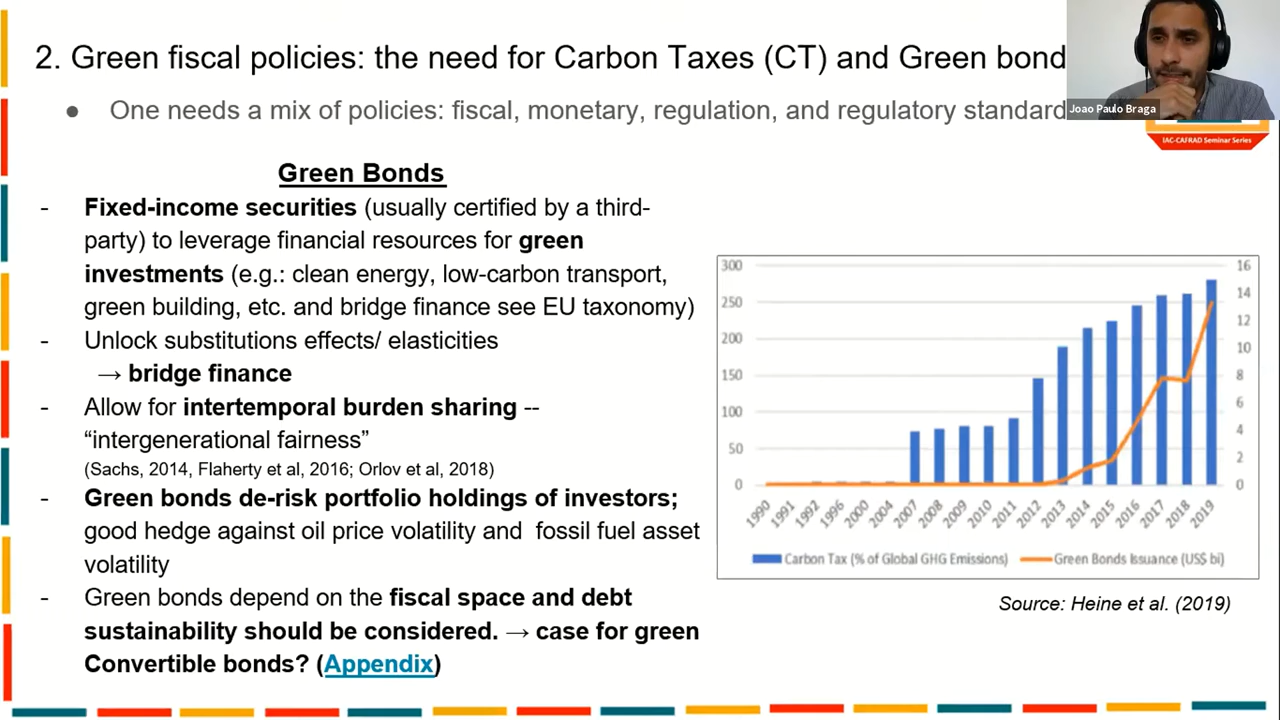 2. Green fiscal policies: the need for Carbon Taxes (CT) and Green bond
● One needs a mix of policies: fiscal, monetary, regulation, and regulatory standard
Joao Paulo Braga
IAC-CAFRAD Seminar Series
Green Bonds
- Fixed-income securities (usually certified by a third-
party) to leverage financial resources for green
investments (e.g.: clean energy, low-carbon transport,
green building, etc. and bridge finance see EU taxonomy)
- Unlock substitutions effects/ elasticities
→ bridge finance
- Allow for intertemporal burden sharing --
“intergenerational fairness”
(Sachs, 2014, Flaherty et al, 2016; Orlov et al, 2018)
- Green bonds de-risk portfolio holdings of investors;
good hedge against oil price volatility and fossil fuel asset
volatility
- Green bonds depend on the fiscal space and debt
sustainability should be considered. → case for green
Convertible bonds? (Appendix)
300 16
250 14
200 12
150 10
100 8
50 6
0 4
2
0
1990 1991 1992 1996 2000 2004 2007 2008 2009 2010 2011 2012 2013 2014 2015 2016 2017 2018 2019
Carbon Tax (% of Global GHG Emissions) Green Bonds Issuance (US$ bi)
Source: Heine et al. (2019)